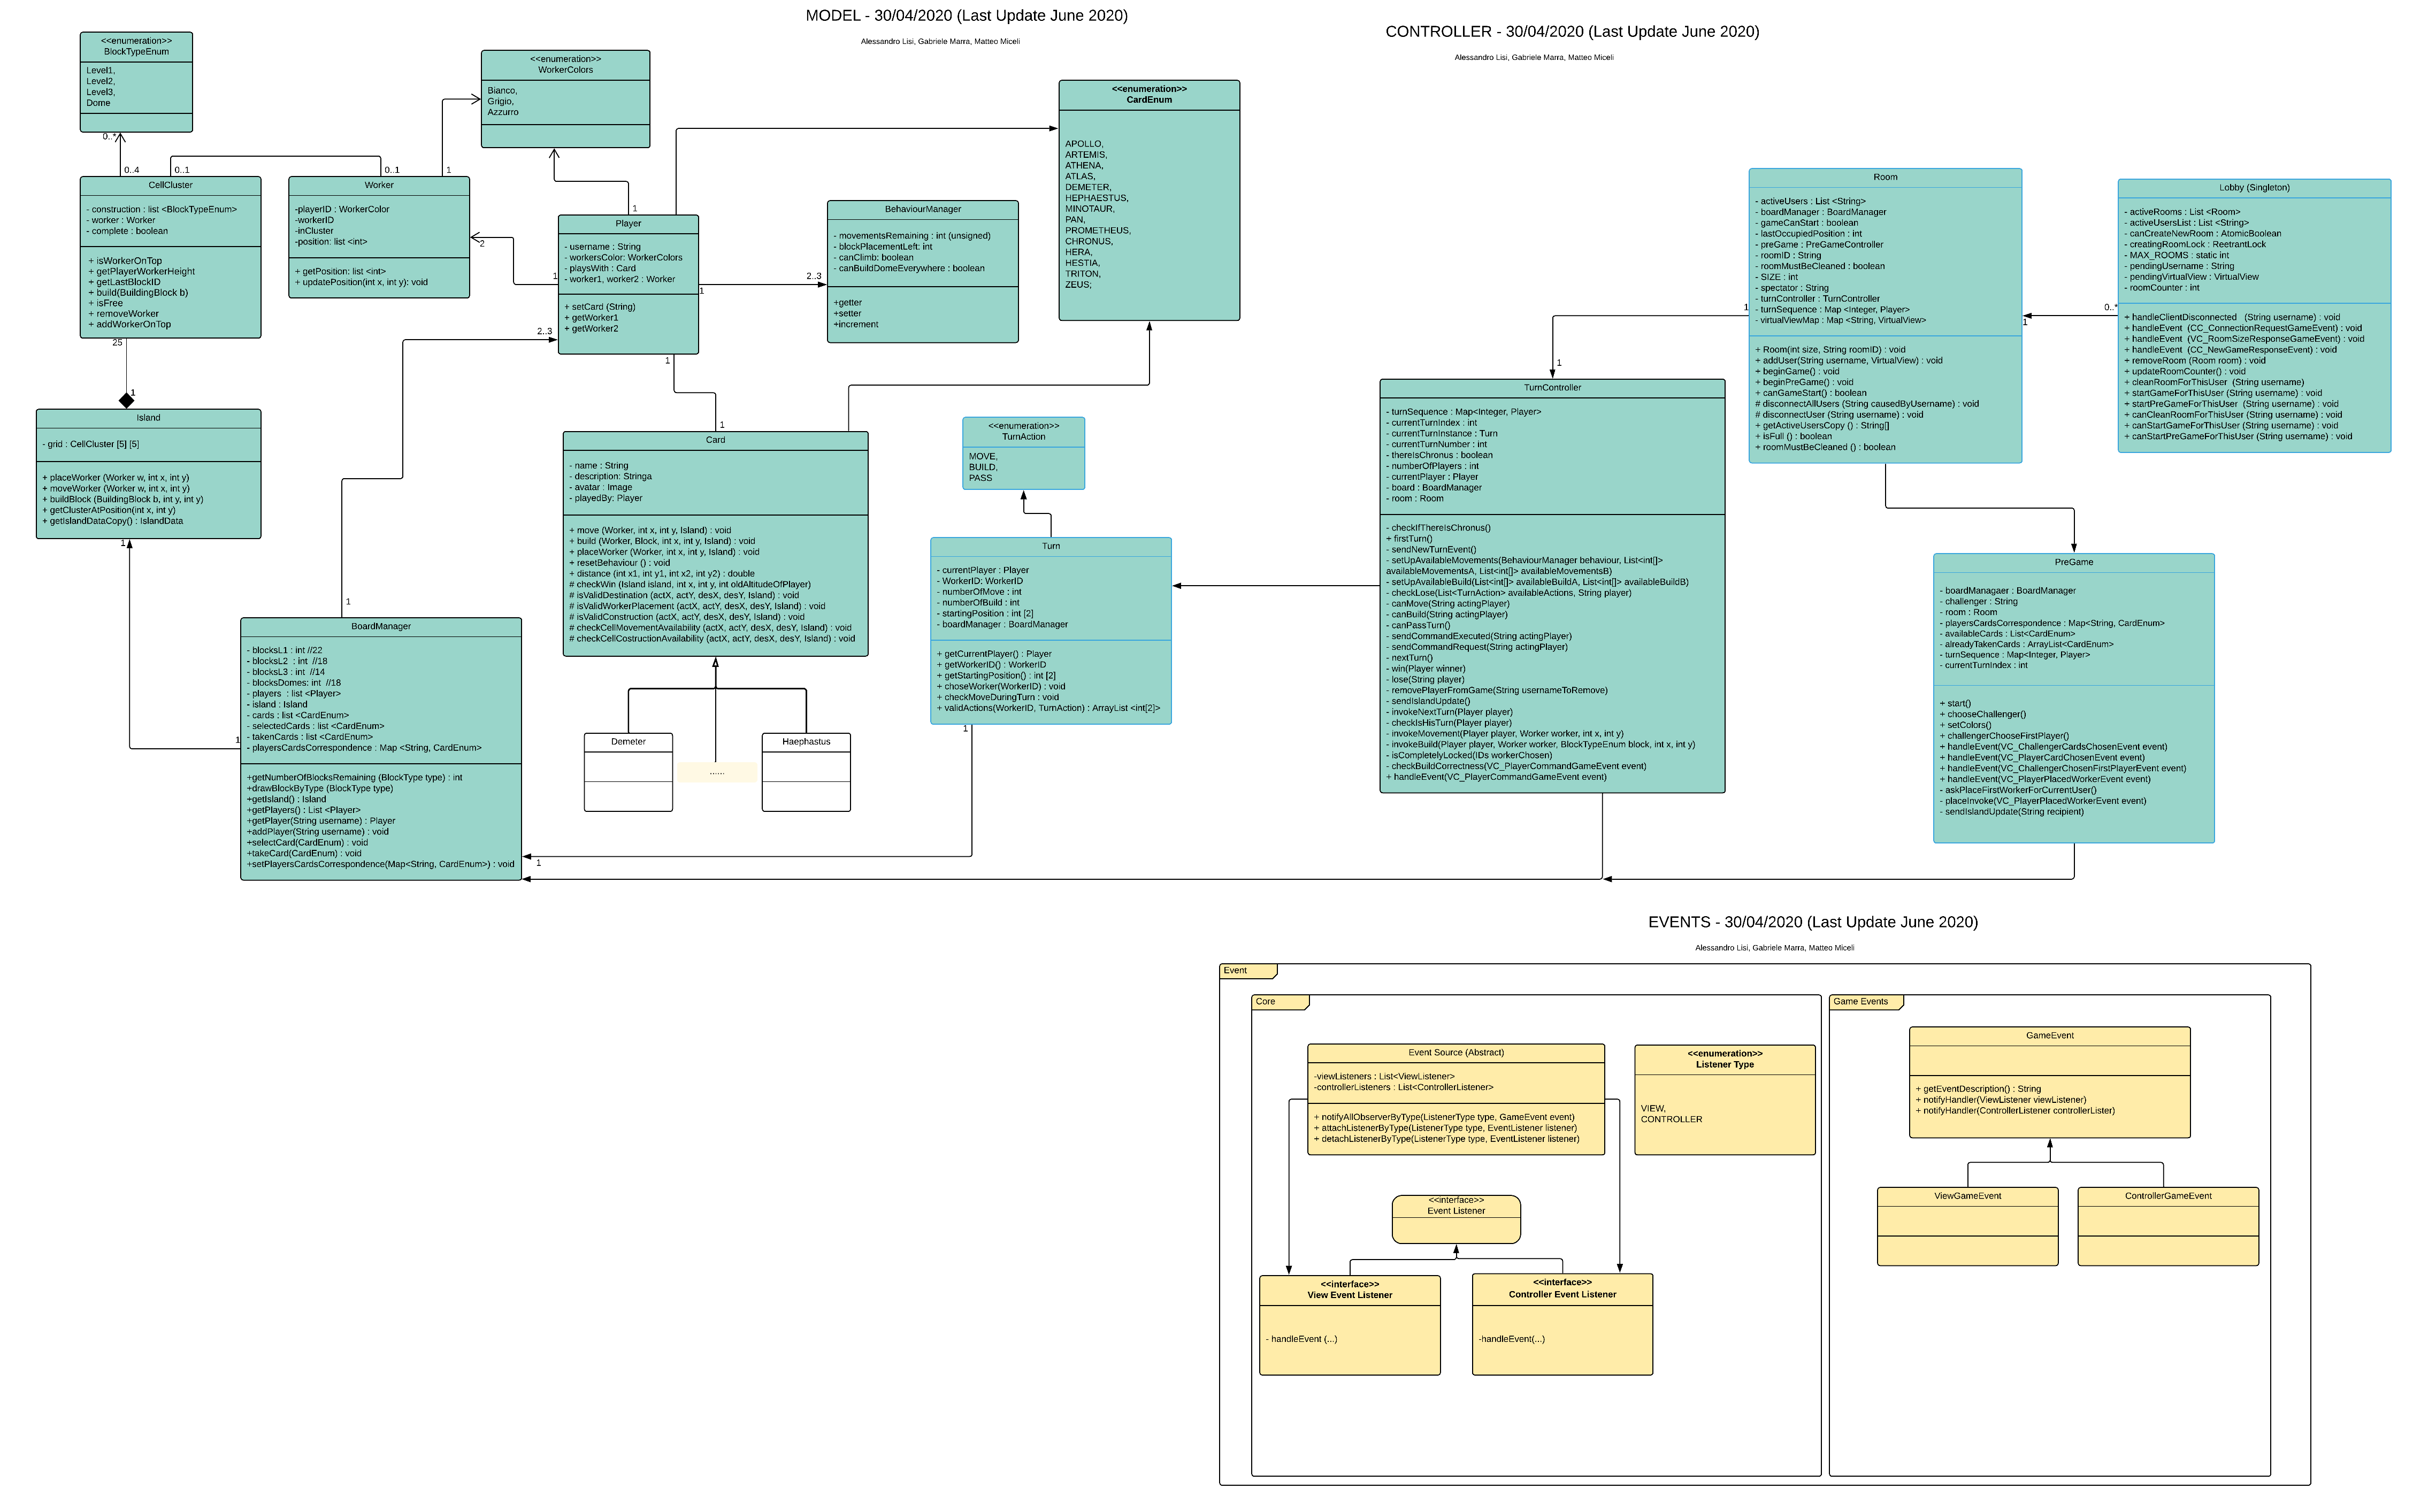 MODEL - 30/04/2020 (Last Update June 2020)
Alessandro Lisi, Gabriele Marra, Matteo Miceli
<<enumeration>>
BlockTypeEnum
Level1,
Level2,
Level3,
Dome
0..*
0..4
0..1
0..1
1
<<enumeration>>
WorkerColors
Bianco,
Grigio,
Azzurro
<<enumeration>>
CardEnum
APOLLO,
ARTEMIS,
ATHENA,
ATLAS,
DEMETER,
HEPHAESTUS,
MINOTAUR,
PAN,
PROMETHEUS,
CHRONUS,
HERA,
HESTIA,
TRITON,
ZEUS;
CellCluster
- construction : list <BlockTypeEnum>
- worker : Worker
- complete : boolean
+ isWorkerOnTop
+ getPlayerWorkerHeight
+ getLastBlockID
+ build(BuildingBlock b)
+ isFree
+ removeWorker
+ addWorkerOnTop
25
1
Worker
-playerID : WorkerColor
-workerID
-inCluster
-position: list <int>
+ getPosition: list <int>
+ updatePosition(int x, int y): void
2
1
1
Player
- username : String
- workersColor: WorkerColors
- playsWith : Card
- worker1, worker2 : Worker
+ setCard (String)
+ getWorker1
+ getWorker2
1
2..3
2..3
1
1
BehaviourManager
- movementsRemaining : int (unsigned)
- blockPlacementLeft: int
- canClimb: boolean
- canBuildDomeEverywhere : boolean
+getter
+setter
+increment
Island
- grid : CellCluster [5] [5]
+ placeWorker (Worker w, int x, int y)
+ moveWorker (Worker w, int x, int y)
+ buildBlock (BuildingBlock b, int y, int y)
+ getClusterAtPosition(int x, int y)
+ getIslandDataCopy() : IslandData
1
1
1
Card
- name : String
- description: Stringa
- avatar : Image
- playedBy: Player
+ move (Worker, int x, int y, Island) : void
+ build (Worker, Block, int x, int y, Island) : void
+ placeWorker (Worker, int x, int y, Island) : void
+ resetBehaviour () : void
+ distance (int x1, int y1, int x2, int y2) : double
# checkWin (Island island, int x, int y, int oldAltitudeOfPlayer)
# isValidDestination (actX, actY, desX, desY, Island) : void
# isValidWorkerPlacement (actX, actY, desX, desY, Island) : void
# isValidConstruction (actX, actY, desX, desY, Island) : void
# checkCellMovementAvailability (actX, actY, desX, desY, Island) : void
# checkCellCostructionAvailability (actX, actY, desX, desY, Island) : void
Demeter
......
Haephastus
BoardManager
- blocksL1 : int //22
- blocksL2 : int //18
- blocksL3 : int //14
- blocksDomes: int //18
- players : list <Player>
- island : Island
- cards : list <CardEnum>
- selectedCards : list <CardEnum>
- takenCards : list <CardEnum>
- playersCardsCorrespondence : Map <String, CardEnum>
+getNumberOfBlocksRemaining (BlockType type) : int
+drawBlockByType (BlockType type)
+getIsland() : Island
+getPlayers() : List <Player>
+getPlayer(String username) : Player
+addPlayer(String username) : void
+selectCard(CardEnum) : void
+takeCard(CardEnum) : void
+setPlayersCardsCorrespondence(Map<String, CardEnum>) : void
1
<<enumeration>>
TurnAction
MOVE,
BUILD,
PASS
Turn
- currentPlayer : Player
- WorkerID: WorkerID
- numberOfMove : int
- numberOfBuild : int
- startingPosition : int [2]
- boardManager : BoardManager
+ getCurrentPlayer() : Player
+ getWorkerID() : WorkerID
+ getStartingPosition() : int [2]
+ choseWorker(WorkerID) : void
+ checkMoveDuringTurn : void
+ validActions(WorkerID, TurnAction) : ArrayList <int[2]>
1
CONTROLLER - 30/04/2020 (Last Update June 2020)
Alessandro Lisi, Gabriele Marra, Matteo Miceli
TurnController
- turnSequence : Map<Integer, Player>
- currentTurnIndex : int
- currentTurnInstance : Turn
- currentTurnNumber : int
- thereIsChronus : boolean
- numberOfPlayers : int
- currentPlayer : Player
- board : BoardManager
- room : Room
- checkIfThereIsChronus()
+ firstTurn()
- sendNewTurnEvent()
- setUpAvailableMovements(BehaviourManager behaviour, List<int[]>
availableMovementsA, List<int[]> availableMovementsB)
- setUpAvailableBuild(List<int[]> availableBuildA, List<int[]> availableBuildB)
- checkLose(List<TurnAction> availableActions, String player)
- canMove(String actingPlayer)
- canBuild(String actingPlayer)
- canPassTurn()
- sendCommandExecuted(String actingPlayer)
- sendCommandRequest(String actingPlayer)
- nextTurn()
- win(Player winner)
- lose(String player)
- removePlayerFromGame(String usernameToRemove)
- sendIslandUpdate()
- invokeNextTurn(Player player)
- checkIsHisTurn(Player player)
- invokeMovement(Player player, Worker worker, int x, int y)
- invokeBuild(Player player, Worker worker, BlockTypeEnum block, int x, int y)
- isCompletelyLocked(IDs workerChosen)
- checkBuildCorrectness(VC_PlayerCommandGameEvent event)
+ handleEvent(VC_PlayerCommandGameEvent event)
1
1
Room
- activeUsers : List <String>
- boardManager : BoardManager
- gameCanStart : boolean
- lastOccupiedPosition : int
- preGame : PreGameController
- roomID : String
- roomMustBeCleaned : boolean
- SIZE : int
- spectator : String
- turnController : TurnController
- turnSequence : Map <Integer, Player>
- virtualViewMap : Map <String, VirtualView>
+ Room(int size, String roomID) : void
+ addUser(String username, VirtualView) : void
+ beginGame() : void
+ beginPreGame() : void
+ canGameStart() : boolean
# disconnectAllUsers (String causedByUsername) : void
# disconnectUser (String username) : void
+ getActiveUsersCopy () : String[]
+ isFull () : boolean
+ roomMustBeCleaned () : boolean
1
0..*
Lobby (Singleton)
- activeRooms : List <Room>
- activeUsersList : List <String>
- canCreateNewRoom : AtomicBoolean
- creatingRoomLock : ReetrantLock
- MAX_ROOMS : static int
- pendingUsername : String
- pendingVirtualView : VirtualView
- roomCounter : int
+ handleClientDisconnected (String username) : void
+ handleEvent (CC_ConnectionRequestGameEvent) : void
+ handleEvent (VC_RoomSizeResponseGameEvent) : void
+ handleEvent (CC_NewGameResponseEvent) : void
+ removeRoom (Room room) : void
+ updateRoomCounter() : void
+ cleanRoomForThisUser (String username)
+ startGameForThisUser (String username) : void
+ startPreGameForThisUser (String username) : void
+ canCleanRoomForThisUser (String username) : void
+ canStartGameForThisUser (String username) : void
+ canStartPreGameForThisUser (String username) : void
PreGame
- boardManagaer : BoardManager
- challenger : String
- room : Room
- playersCardsCorrespondence : Map<String, CardEnum>
- availableCards : List<CardEnum>
- alreadyTakenCards : ArrayList<CardEnum>
- turnSequence : Map<Integer, Player>
- currentTurnIndex : int
+ start()
+ chooseChallenger()
+ setColors()
+ challengerChooseFirstPlayer()
+ handleEvent(VC_ChallengerCardsChosenEvent event)
+ handleEvent(VC_PlayerCardChosenEvent event)
+ handleEvent(VC_ChallengerChosenFirstPlayerEvent event)
+ handleEvent(VC_PlayerPlacedWorkerEvent event)
- askPlaceFirstWorkerForCurrentUser()
- placeInvoke(VC_PlayerPlacedWorkerEvent event)
- sendIslandUpdate(String recipient)
EVENTS - 30/04/2020 (Last Update June 2020)
Alessandro Lisi, Gabriele Marra, Matteo Miceli
Event
Core
Event Source (Abstract)
-viewListeners : List<ViewListener>
-controllerListeners : List<ControllerListener>
+ notifyAllObserverByType(ListenerType type, GameEvent event)
+ attachListenerByType(ListenerType type, EventListener listener)
+ detachListenerByType(ListenerType type, EventListener listener)
<<enumeration>>
Listener Type
VIEW,
CONTROLLER
<<interface>>
Event Listener
<<interface>>
View Event Listener
- handleEvent (...)
<<interface>>
Controller Event Listener
-handleEvent(...)
Game Events
GameEvent
+ getEventDescription() : String
+ notifyHandler(ViewListener viewListener)
+ notifyHandler(ControllerListener controllerLister)
ViewGameEvent
ControllerGameEvent